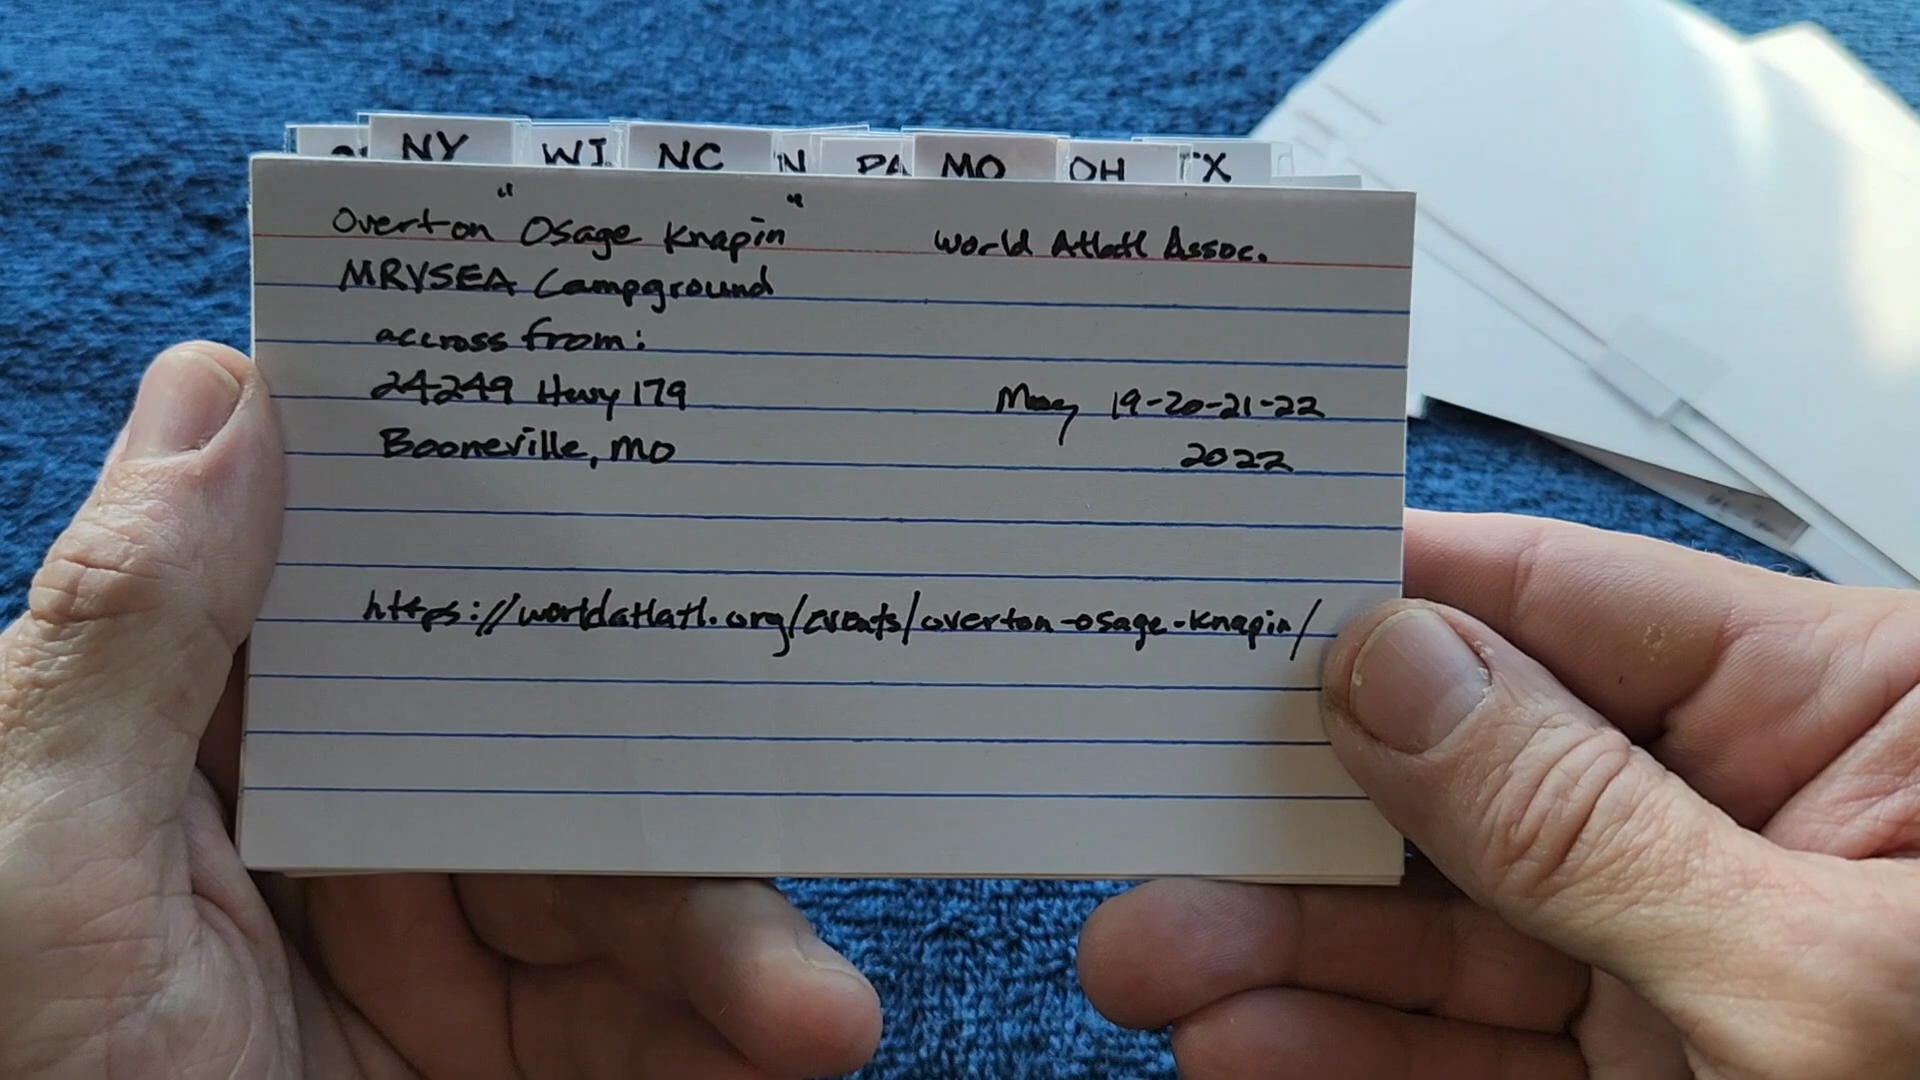 NY WI NC N PA MO OH TX
Overton "Osage Knapin" World Atlatl Assoc.
MRVSEA Campground
accross from:
24249 Hwy 179 May 19-20-21-22
Booneville, MO 2022
https://worldatlatl.org/events/overton-osage-knapin/